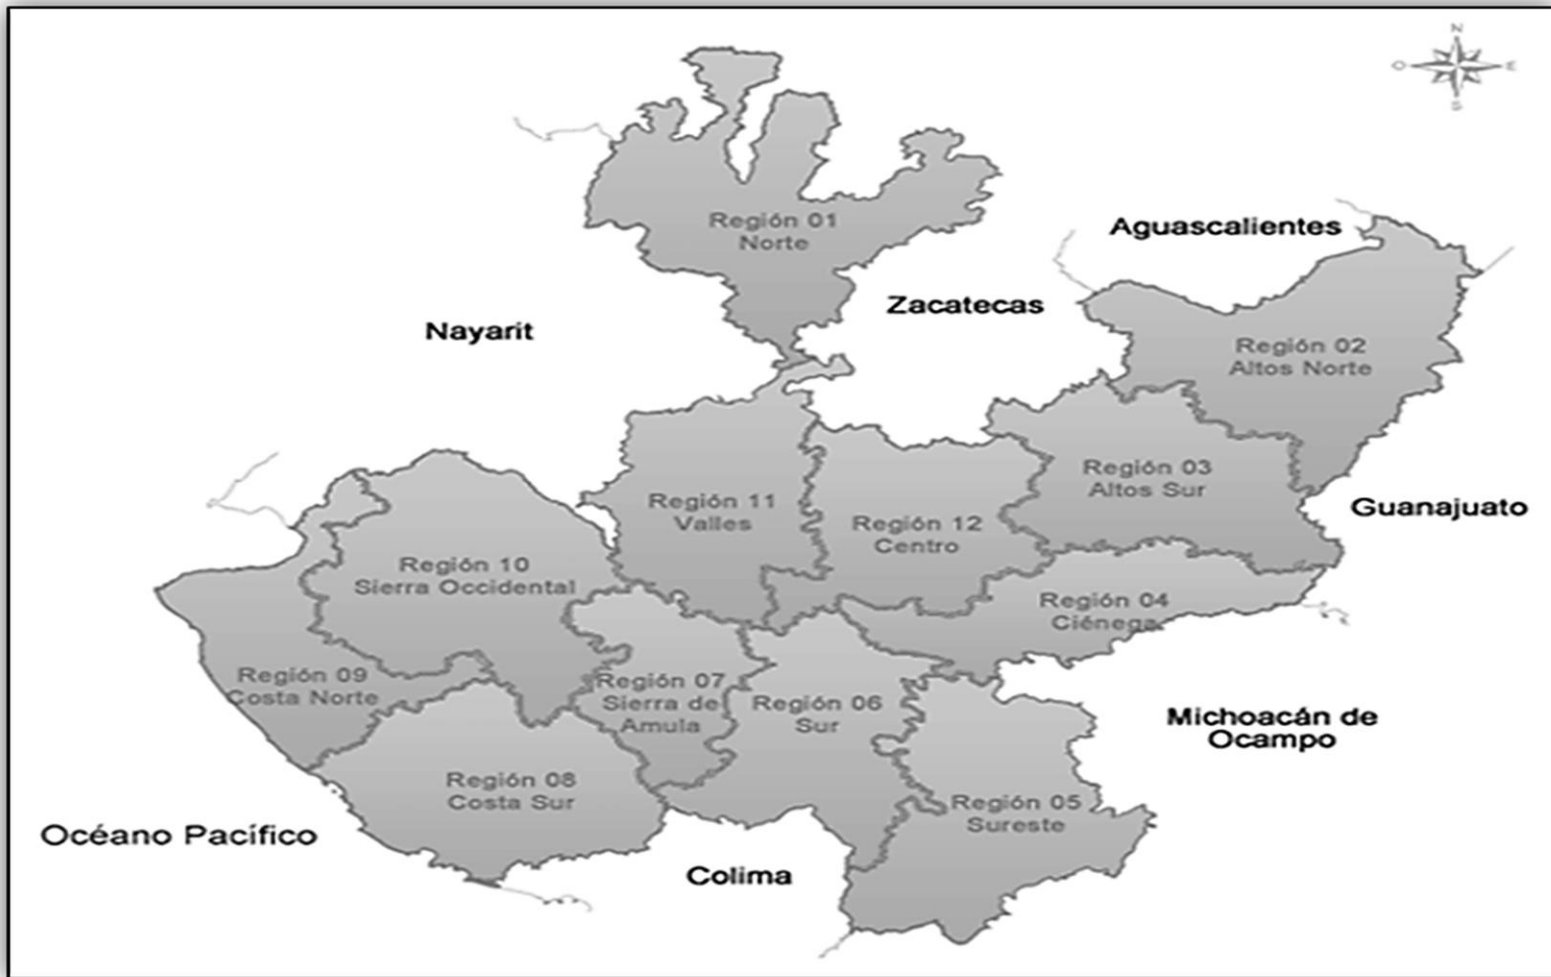 N
O E
S
Región 01
Norte
Aguascalientes
Zacatecas
Nayarit
Región 02
Altos Norte
Región 03
Altos Sur
Guanajuato
Región 11
Valles
Región 12
Centro
Región 10
Sierra Occidental
Región 04
Ciénega
Región 09
Costa Norte
Región 07
Sierra de
Amula
Región 06
Sur
Michoacán de
Ocampo
Región 08
Costa Sur
Región 05
Sureste
Océano Pacífico
Colima